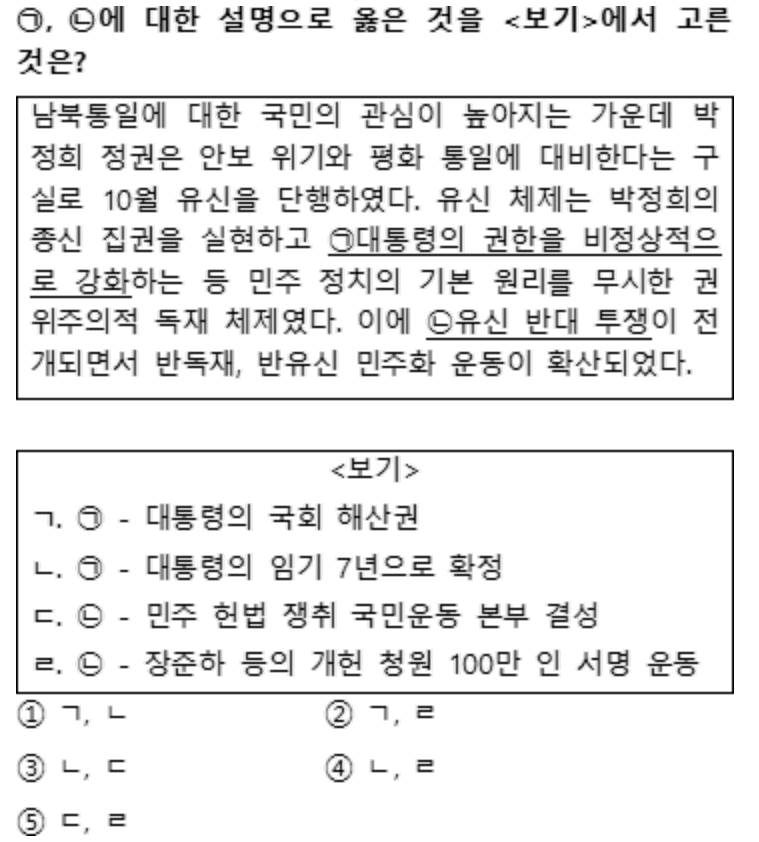 ㉠, ㉡에 대한 설명으로 옳은 것을 <보기>에서 고른
것은?
남북통일에 대한 국민의 관심이 높아지는 가운데 박
정희 정권은 안보 위기와 평화 통일에 대비한다는 구
실로 10월 유신을 단행하였다. 유신 체제는 박정희의
종신 집권을 실현하고 ㉠대통령의 권한을 비정상적으
로 강화하는 등 민주 정치의 기본 원리를 무시한 권
위주의적 독재 체제였다. 이에 ㉡유신 반대 투쟁이 전
개되면서 반독재, 반유신 민주화 운동이 확산되었다.
<보기>
ㄱ. ㉠ - 대통령의 국회 해산권
ㄴ. ㉠ - 대통령의 임기 7년으로 확정
ㄷ. ㉡ - 민주 헌법 쟁취 국민운동 본부 결성
ㄹ. ㉡ - 장준하 등의 개헌 청원 100만 인 서명 운동
① ㄱ, ㄴ ② ㄱ, ㄹ
③ ㄴ, ㄷ ④ ㄴ, ㄹ
⑤ ㄷ, ㄹ